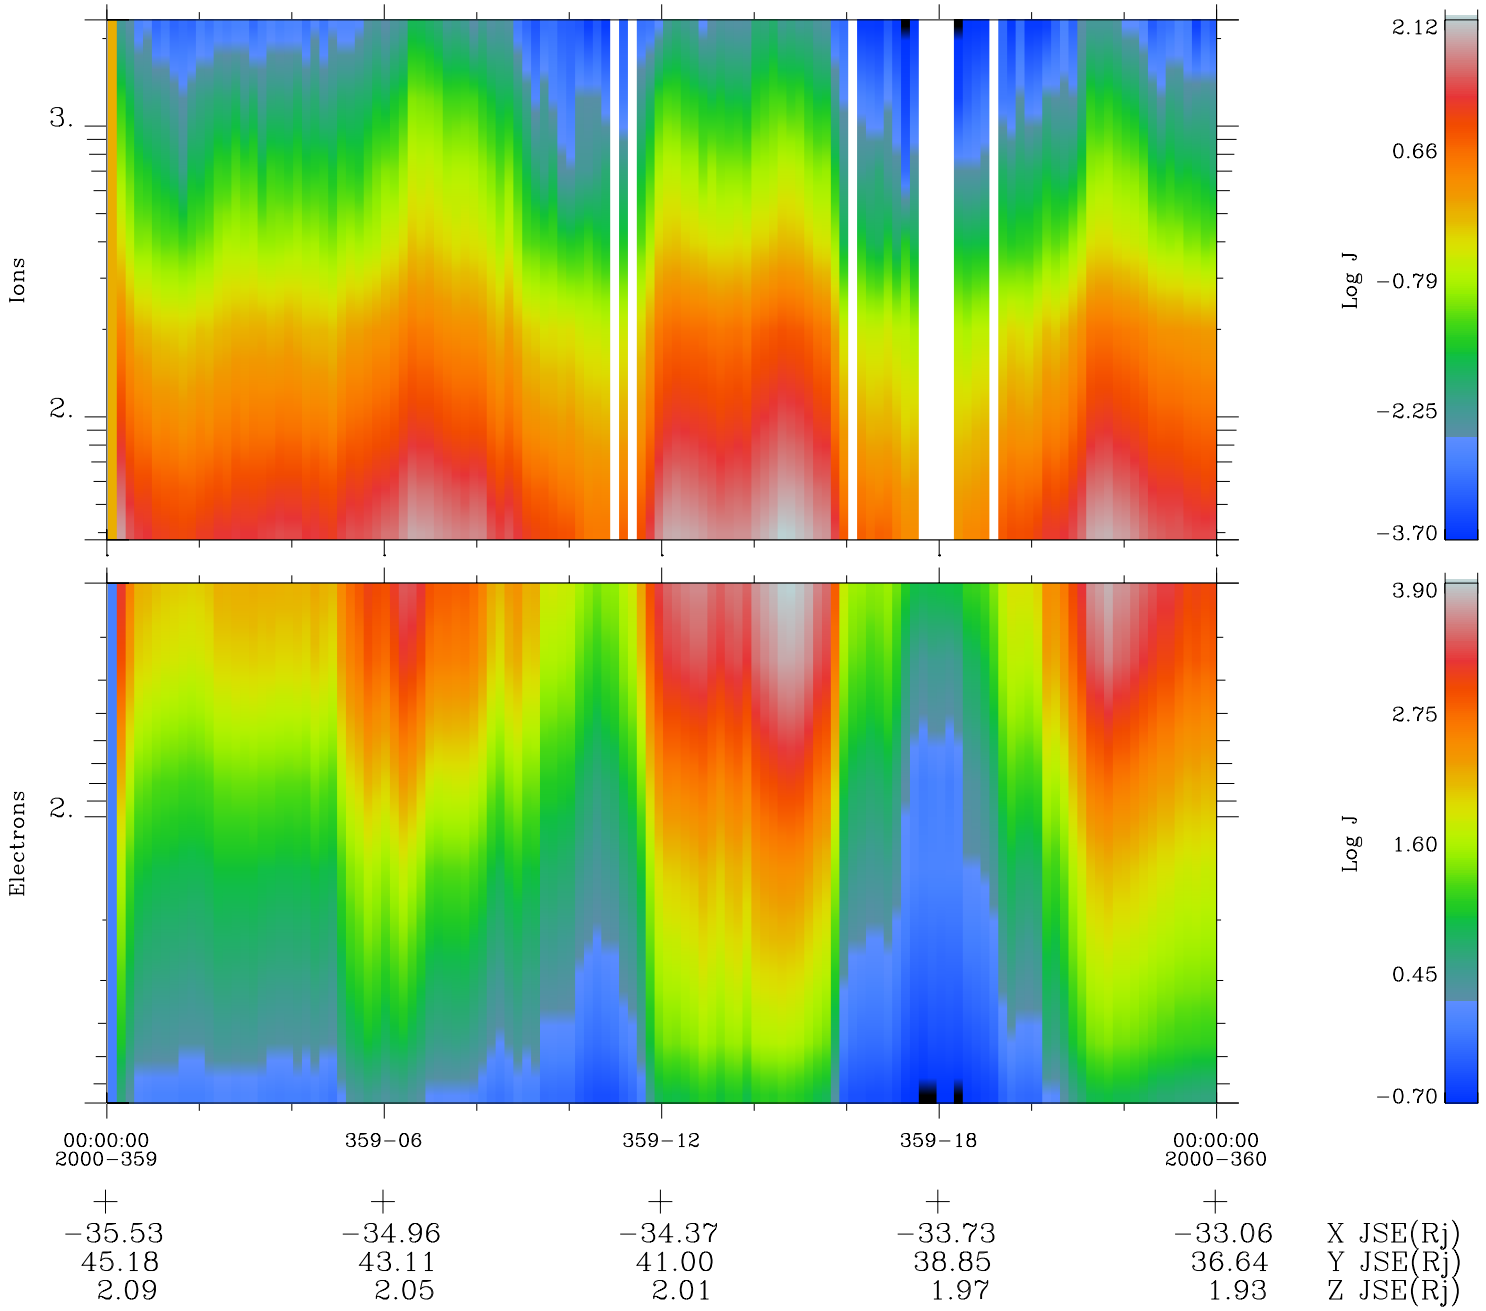 3.
2.
Ions
2.12
0.66
−0.79
−2.25
−3.70
Log J
2.
Electrons
3.90
2.75
1.60
0.45
−0.70
Log J
00:00:00 359−06 359−12 359−18 00:00:00
2000−359 2000−360
−35.53 −34.96 −34.37 −33.73 −33.06 X JSE(Rj)
45.18 43.11 41.00 38.85 36.64 Y JSE(Rj)
2.09 2.05 2.01 1.97 1.93 Z JSE(Rj)